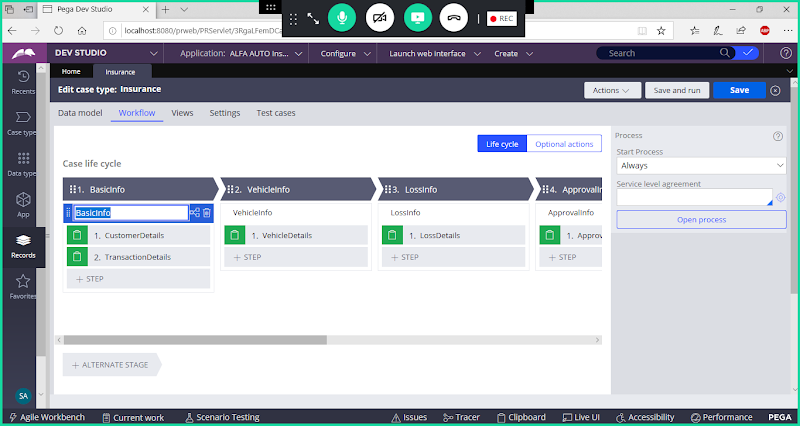 Pega Dev Studio
localhost:8080/prweb/PRServlet/3RgaLFemDCa
REC
ABP
DEV STUDIO
Application: ALFA AUTO Ins...
Configure
Launch web interface
Create
Search
Recents
Case type
Data type
App
Records
Favorites
SA
Home
Insurance
Edit case type: Insurance
Actions
Save and run
Save
Data model
Workflow
Views
Settings
Test cases
Life cycle
Optional actions
Case life cycle
1. BasicInfo
2. VehicleInfo
3. LossInfo
4. ApprovalIn
BasicInfo
VehicleInfo
LossInfo
ApprovalInfo
1. CustomerDetails
1. VehicleDetails
1. LossDetails
1. Approv
2. TransactionDetails
+ STEP
+ STEP
+ STEP
+ STEP
+ ALTERNATE STAGE
Process
Start Process
Always
Service level agreement
Open process
Agile Workbench
Current work
Scenario Testing
Issues
Tracer
Clipboard
Live UI
Accessibility
Performance
PEGA